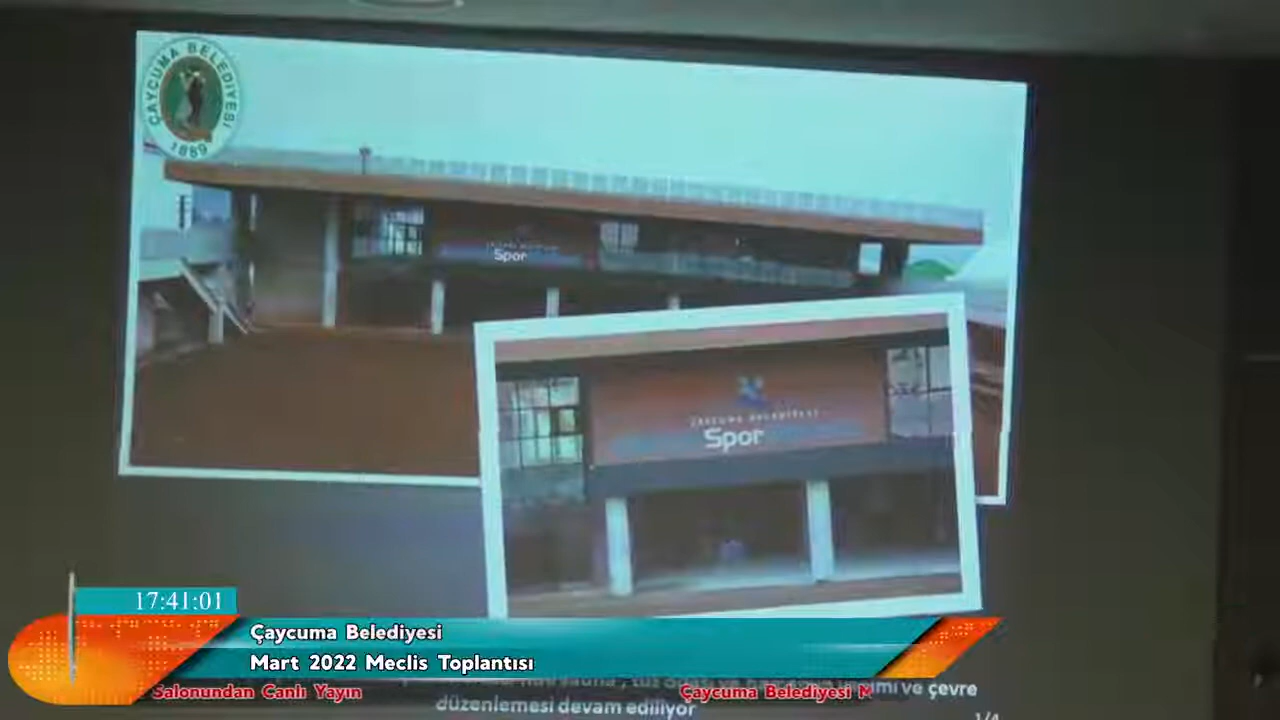 ÇAYCUMA BELEDİYESİ
1889
Spor
ÇAYCUMA BELEDİYESİ
Spor
17:41:01
Çaycuma Belediyesi
Mart 2022 Meclis Toplantısı
Salonundan Canlı Yayın Çaycuma Belediyesi M
ve çevre
düzenlemesi devam ediliyor
1/4